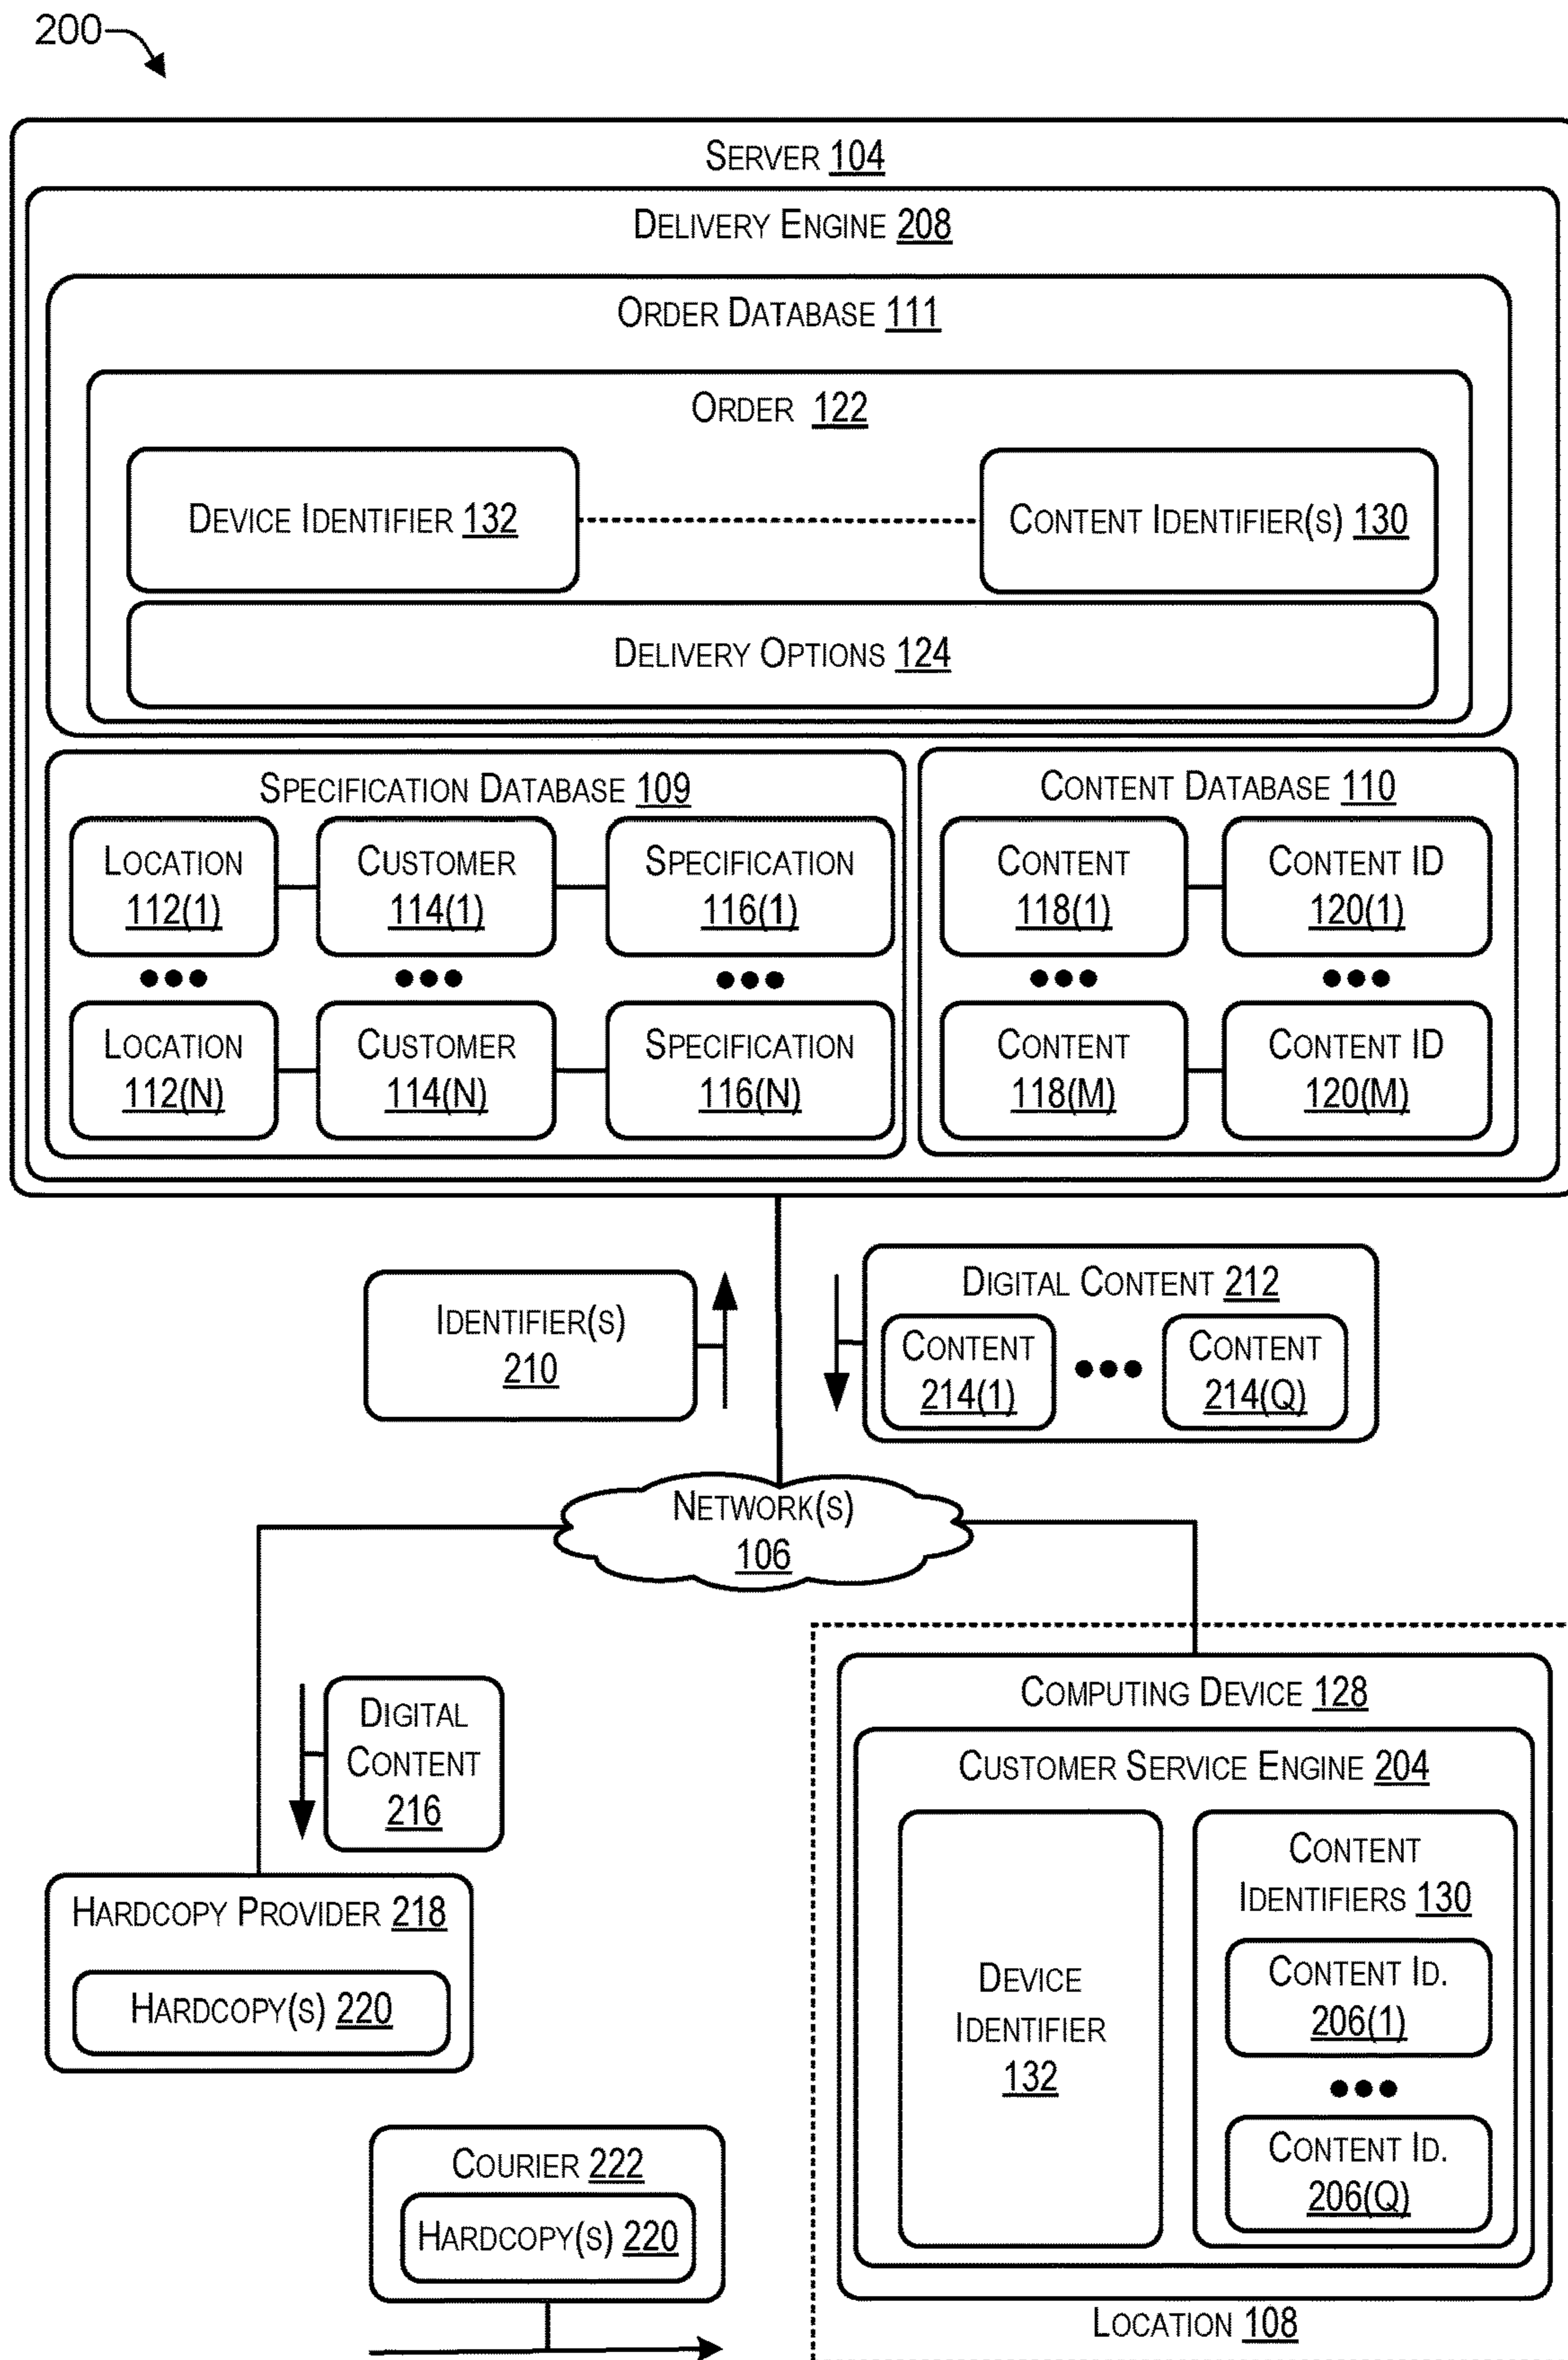 200
SERVER 104
DELIVERY ENGINE 208
ORDER DATABASE 111
ORDER 122
DEVICE IDENTIFIER 132
CONTENT IDENTIFIER(S) 130
DELIVERY OPTIONS 124
SPECIFICATION DATABASE 109
LOCATION
112(1)
CUSTOMER
114(1)
SPECIFICATION
116(1)
LOCATION
112(N)
CUSTOMER
114(N)
SPECIFICATION
116(N)
CONTENT DATABASE 110
CONTENT
118(1)
CONTENT ID
120(1)
CONTENT
118(M)
CONTENT ID
120(M)
IDENTIFIER(S)
210
DIGITAL CONTENT 212
CONTENT
214(1)
CONTENT
214(Q)
NETWORK(S)
106
DIGITAL
CONTENT
216
HARDCOPY PROVIDER 218
HARDCOPY(S) 220
COURIER 222
HARDCOPY(S) 220
COMPUTING DEVICE 128
CUSTOMER SERVICE ENGINE 204
DEVICE
IDENTIFIER
132
CONTENT
IDENTIFIERS 130
CONTENT ID.
206(1)
CONTENT ID.
206(Q)
LOCATION 108